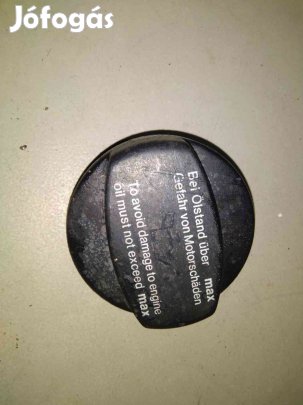 Jófogás
Bei Ölstand über max
Gefahr von Motorschäden
To avoid damage to engine
oil must not exceed max